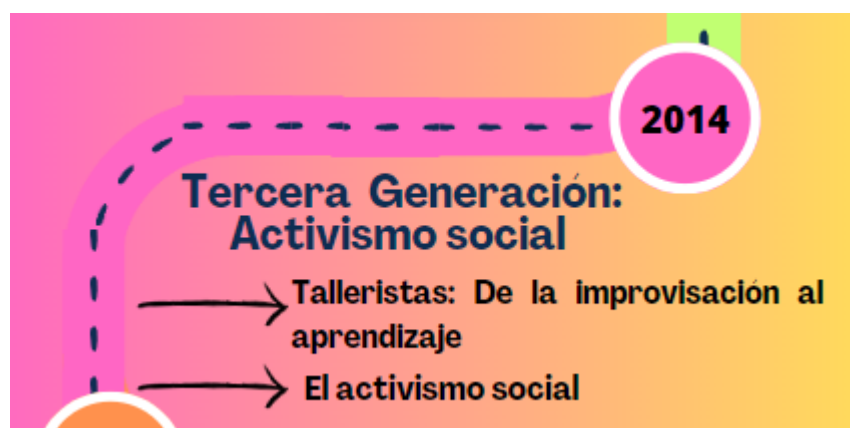 2014
Tercera Generación:
Activismo social
Talleristas: De la improvisación al
aprendizaje
El activismo social